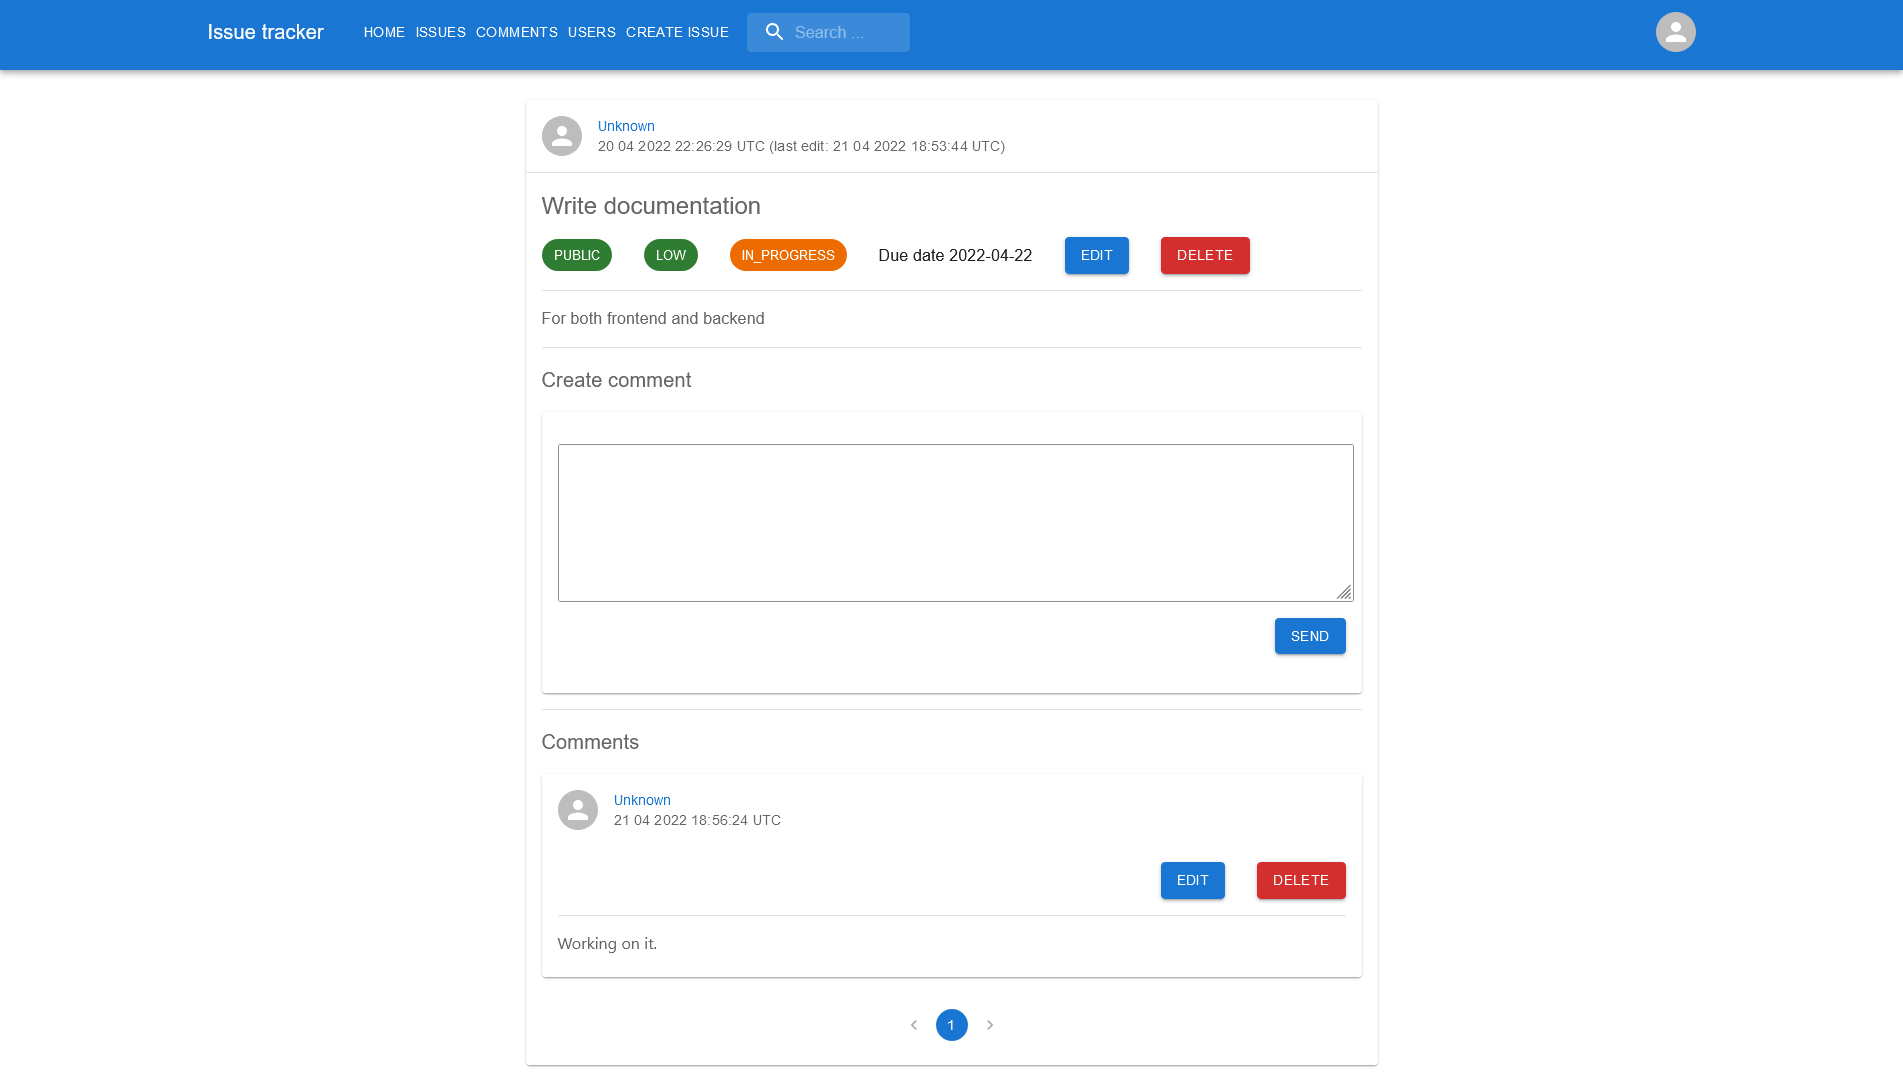 Issue tracker HOME ISSUES COMMENTS USERS CREATE ISSUE Search ...
Unknown
20 04 2022 22:26:29 UTC (last edit: 21 04 2022 18:53:44 UTC)
Write documentation
PUBLIC LOW IN_PROGRESS Due date 2022-04-22 EDIT DELETE
For both frontend and backend
Create comment
SEND
Comments
Unknown
21 04 2022 18:56:24 UTC
EDIT DELETE
Working on it.
1